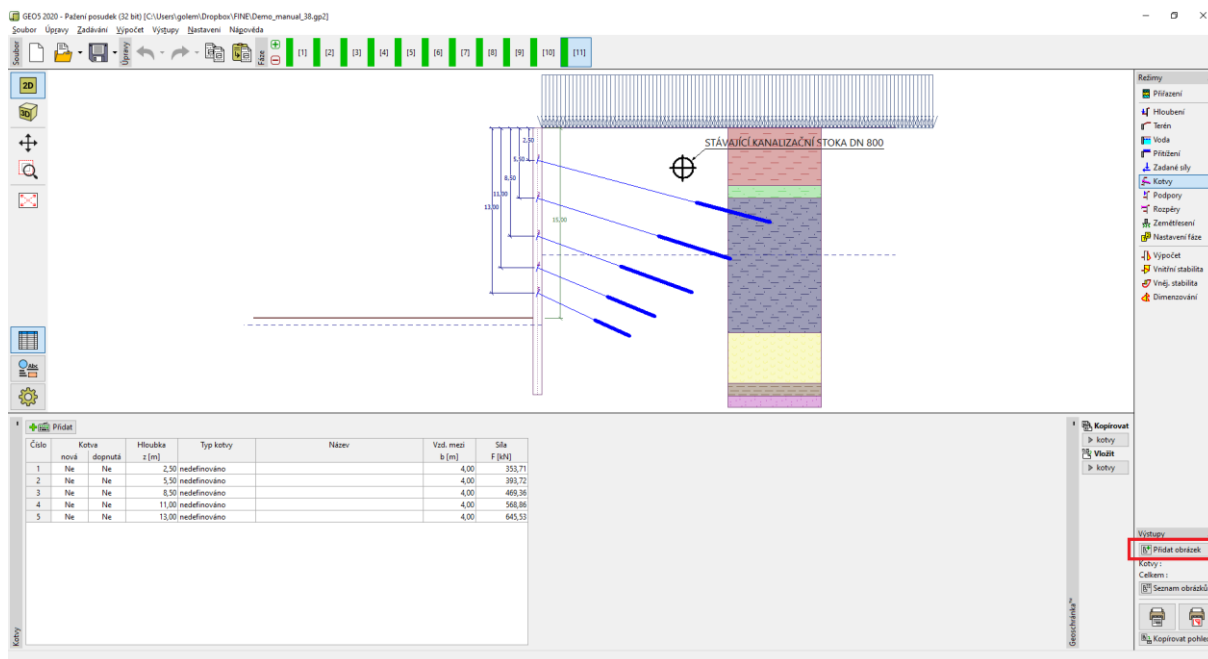 GEO5 2020 - Pažení posudek (32 bit) [C:\Users\golem\Dropbox\FINE\Demo_manual_38.gp2]
Soubor Úpravy Zadávání Výpočet Výstupy Nastavení Nápověda
Soubor
Úpravy
Fáze
[1] [2] [3] [4] [5] [6] [7] [8] [9] [10] [11]
2D
3D
Abc
2,50
5,50
8,50
11,00
13,00
15,00
1
2
3
4
5
STÁVAJÍCÍ KANALIZAČNÍ STOKA DN 800
Režimy
Přiřazení
Hloubení
Terén
Voda
Přitížení
Zadané síly
Kotvy
Podpory
Rozpěry
Zemětřesení
Nastavení fáze
Výpočet
Vnitřní stabilita
Vněj. stabilita
Dimenzování
Výstupy
Přidat obrázek
Kotvy :
Celkem :
Seznam obrázků
Kopírovat pohled
Přidat
Číslo Kotva Hloubka Typ kotvy Název Vzd. mezi Síla
nová dopnutá z [m] b [m] F [kN]
1 Ne Ne 2,50 nedefinováno 4,00 353,71
2 Ne Ne 5,50 nedefinováno 4,00 393,72
3 Ne Ne 8,50 nedefinováno 4,00 469,36
4 Ne Ne 11,00 nedefinováno 4,00 568,86
5 Ne Ne 13,00 nedefinováno 4,00 645,53
Kotvy
Kopírovat
kotvy
Vložit
kotvy
Geoschránka™